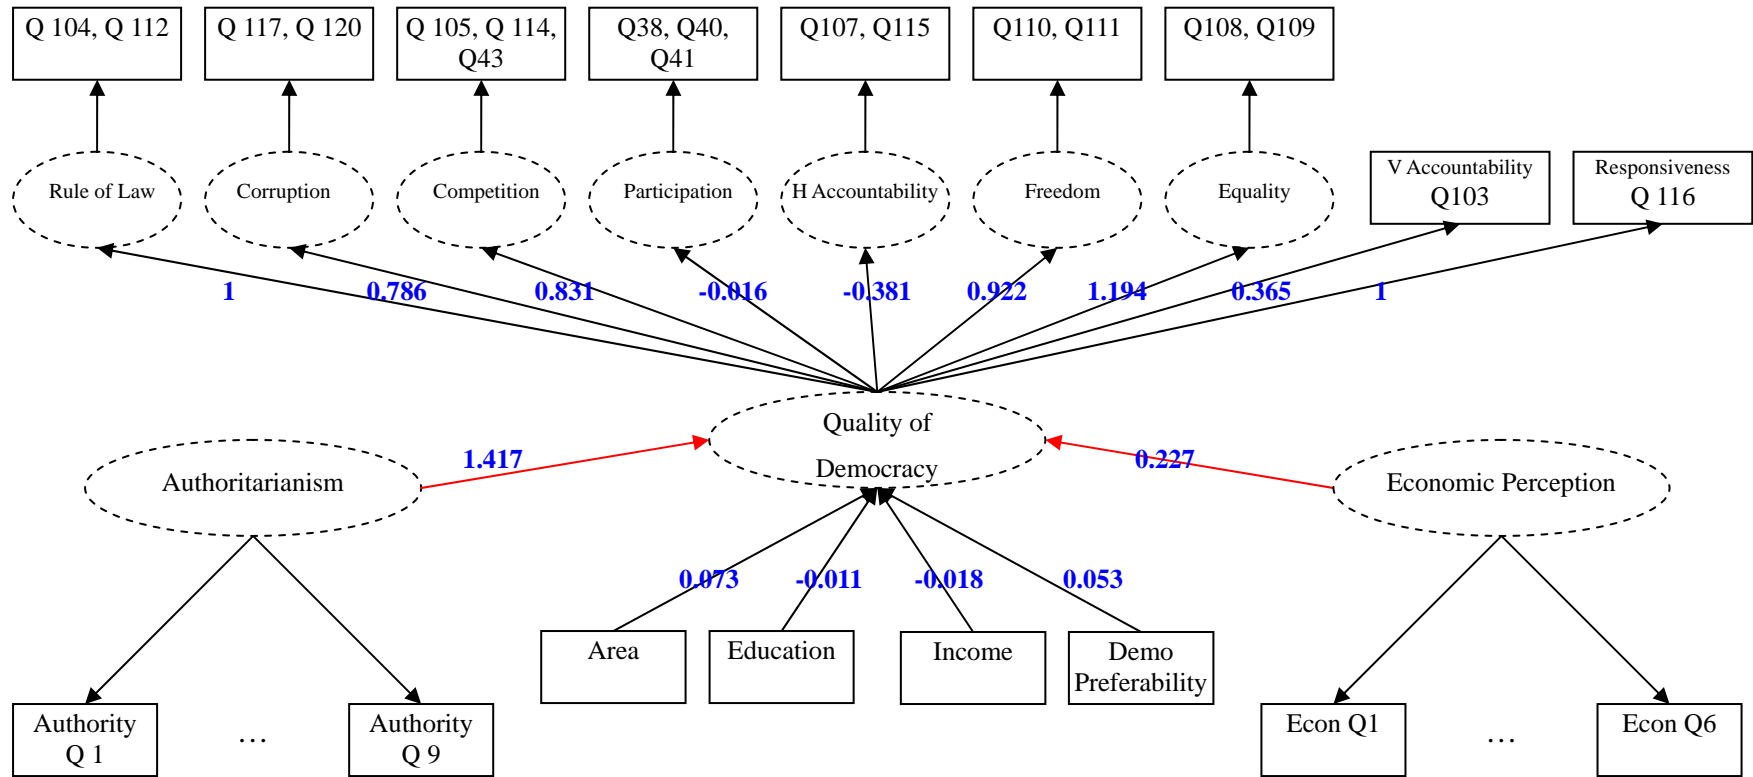 Q 104, Q 112
Q 117, Q 120
Q 105, Q 114,
Q43
Q38, Q40,
Q41
Q107, Q115
Q110, Q111
Q108, Q109
Rule of Law
Corruption
Competition
Participation
H Accountability
Freedom
Equality
V Accountability
Q103
Responsiveness
Q 116
1
0.786
0.831
-0.016
-0.381
0.922
1.194
0.365
1
Quality of
Democracy
1.417
0.227
Authoritarianism
Economic Perception
0.073
-0.011
-0.018
0.053
Area
Education
Income
Demo
Preferability
Authority
Q 1
...
Authority
Q 9
Econ Q1
...
Econ Q6